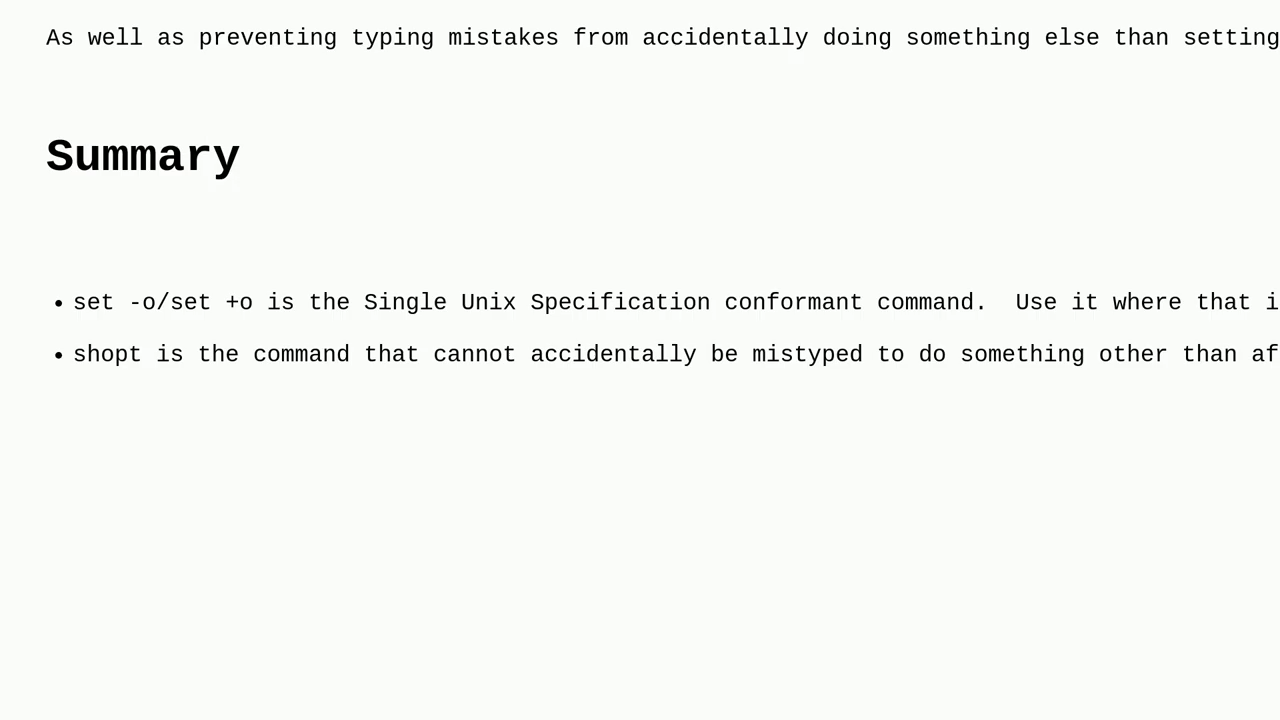 As well as preventing typing mistakes from accidentally doing something else than setting
Summary
• set -o/set +o is the Single Unix Specification conformant command.  Use it where that i
• shopt is the command that cannot accidentally be mistyped to do something other than af